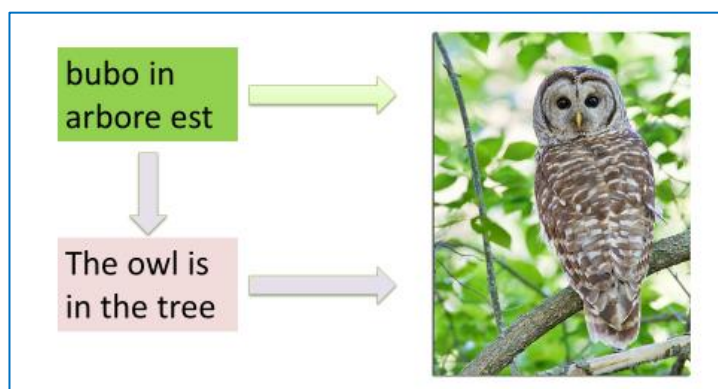 bubo in
arbore est
The owl is
in the tree